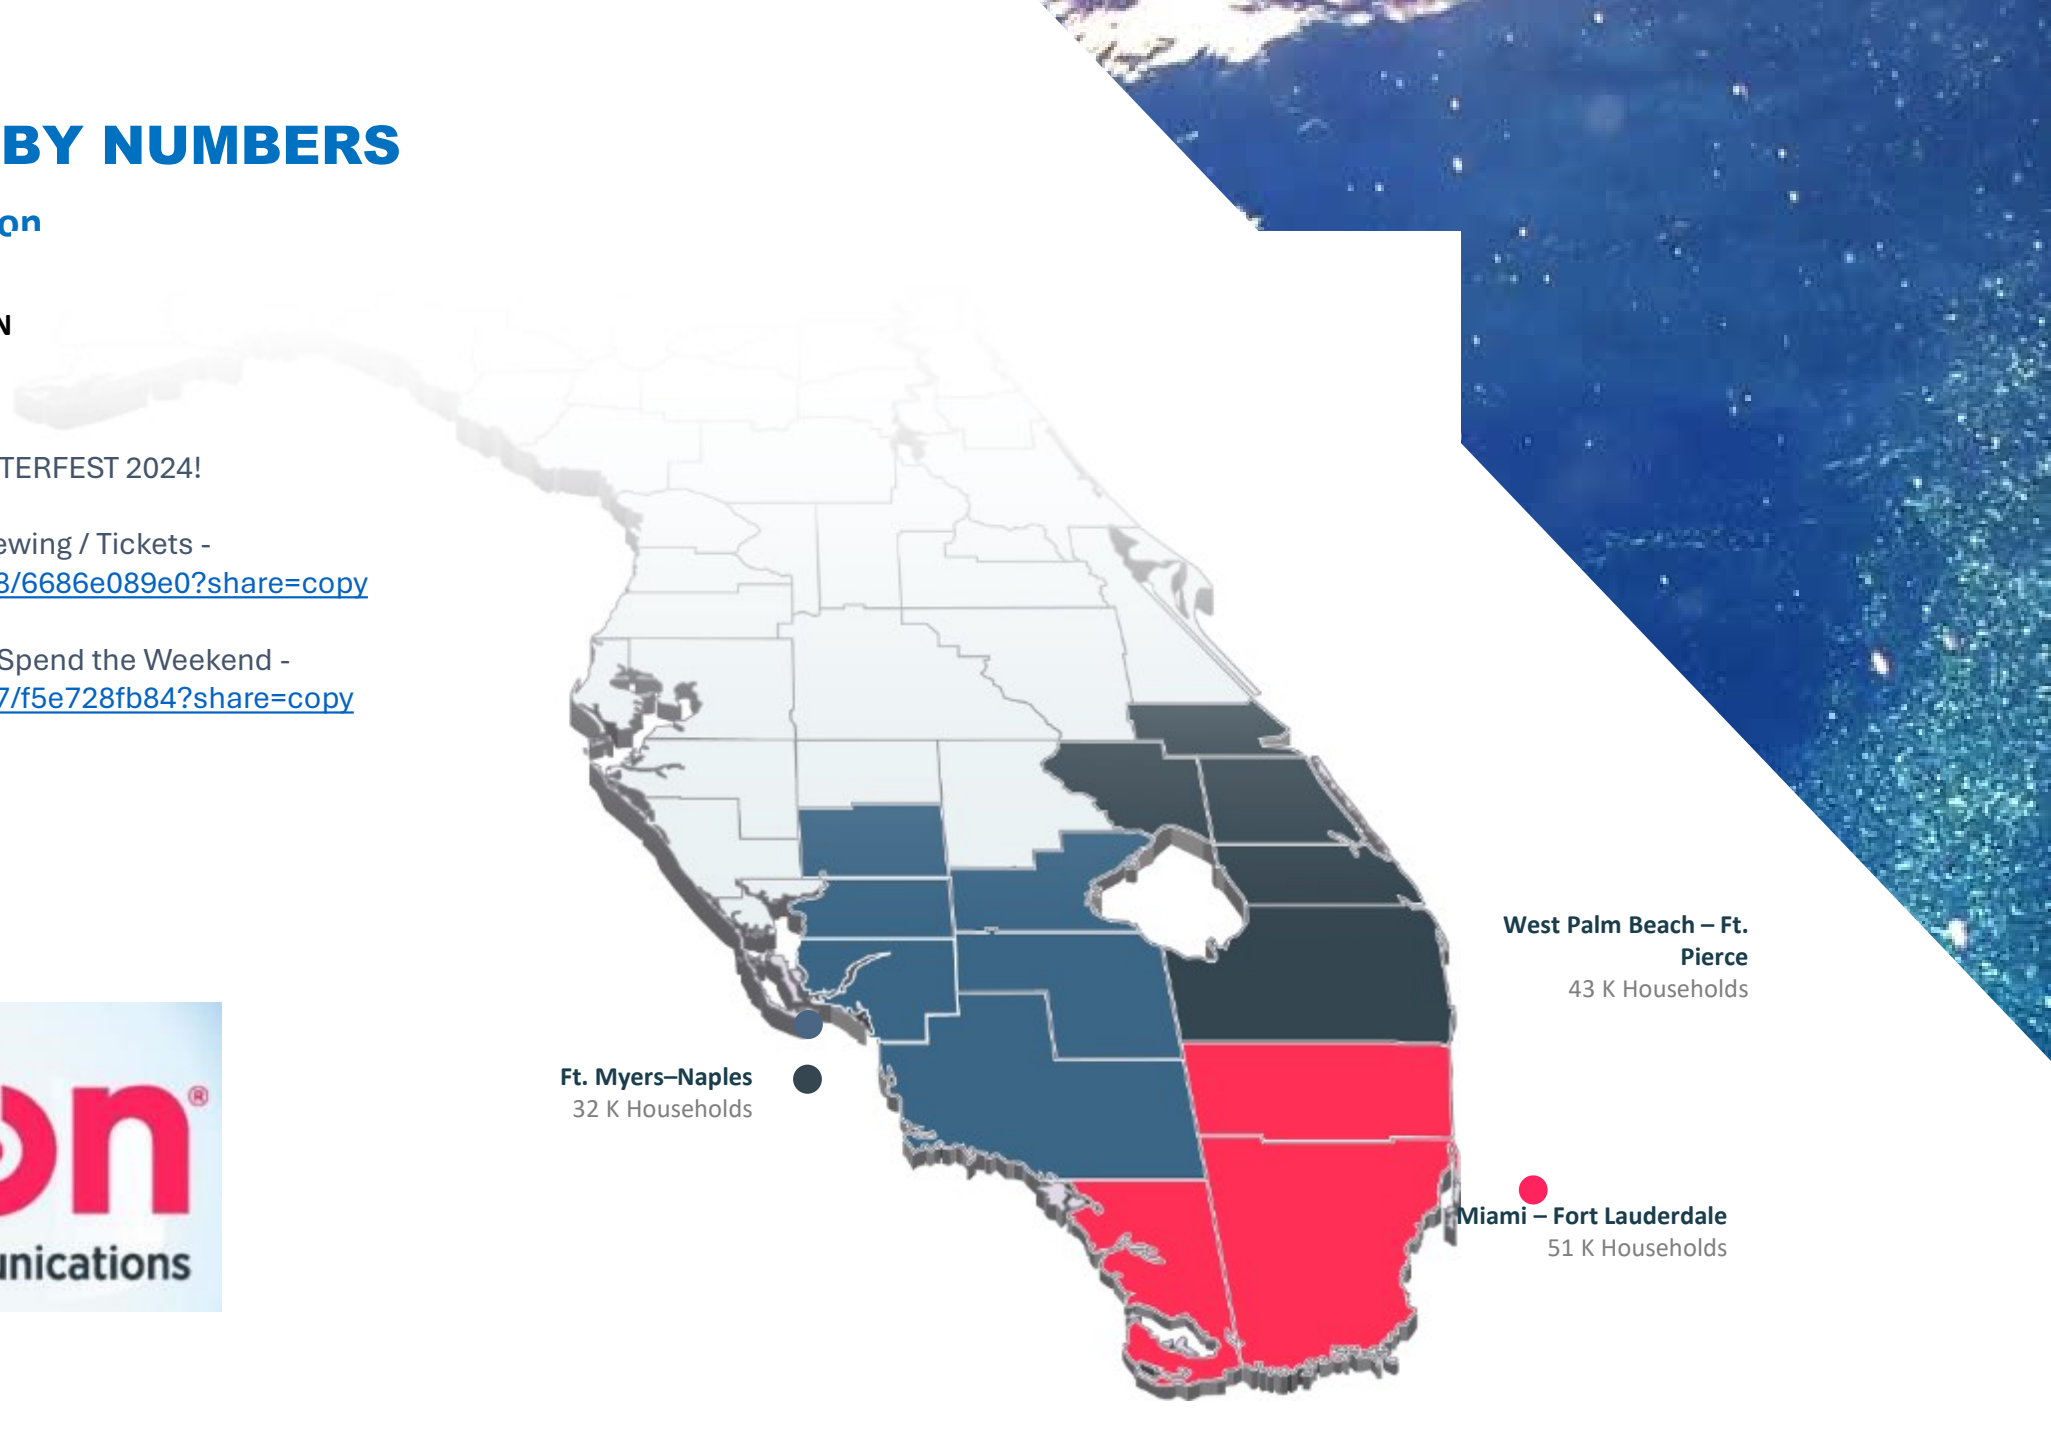 BY NUMBERS
on
N
TERFEST 2024!
ewing / Tickets -
8/6686e089e0?share=copy
Spend the Weekend -
7/f5e728fb84?share=copy
West Palm Beach – Ft.
Pierce
43 K Households
Ft. Myers–Naples
32 K Households
Miami – Fort Lauderdale
51 K Households
on®
unications